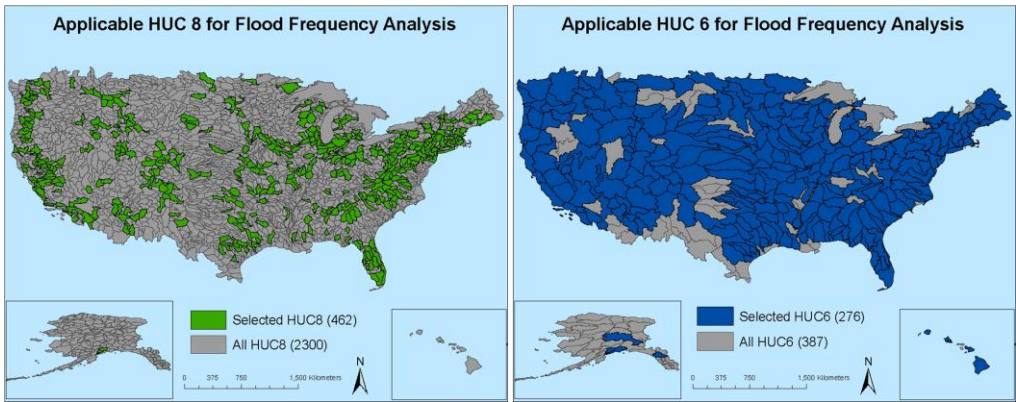 Applicable HUC 8 for Flood Frequency Analysis
Selected HUC8 (462)
All HUC8 (2300)
0 375 750 1,500 Kilometers
N
Applicable HUC 6 for Flood Frequency Analysis
Selected HUC6 (276)
All HUC6 (387)
0 375 750 1,500 Kilometers
N